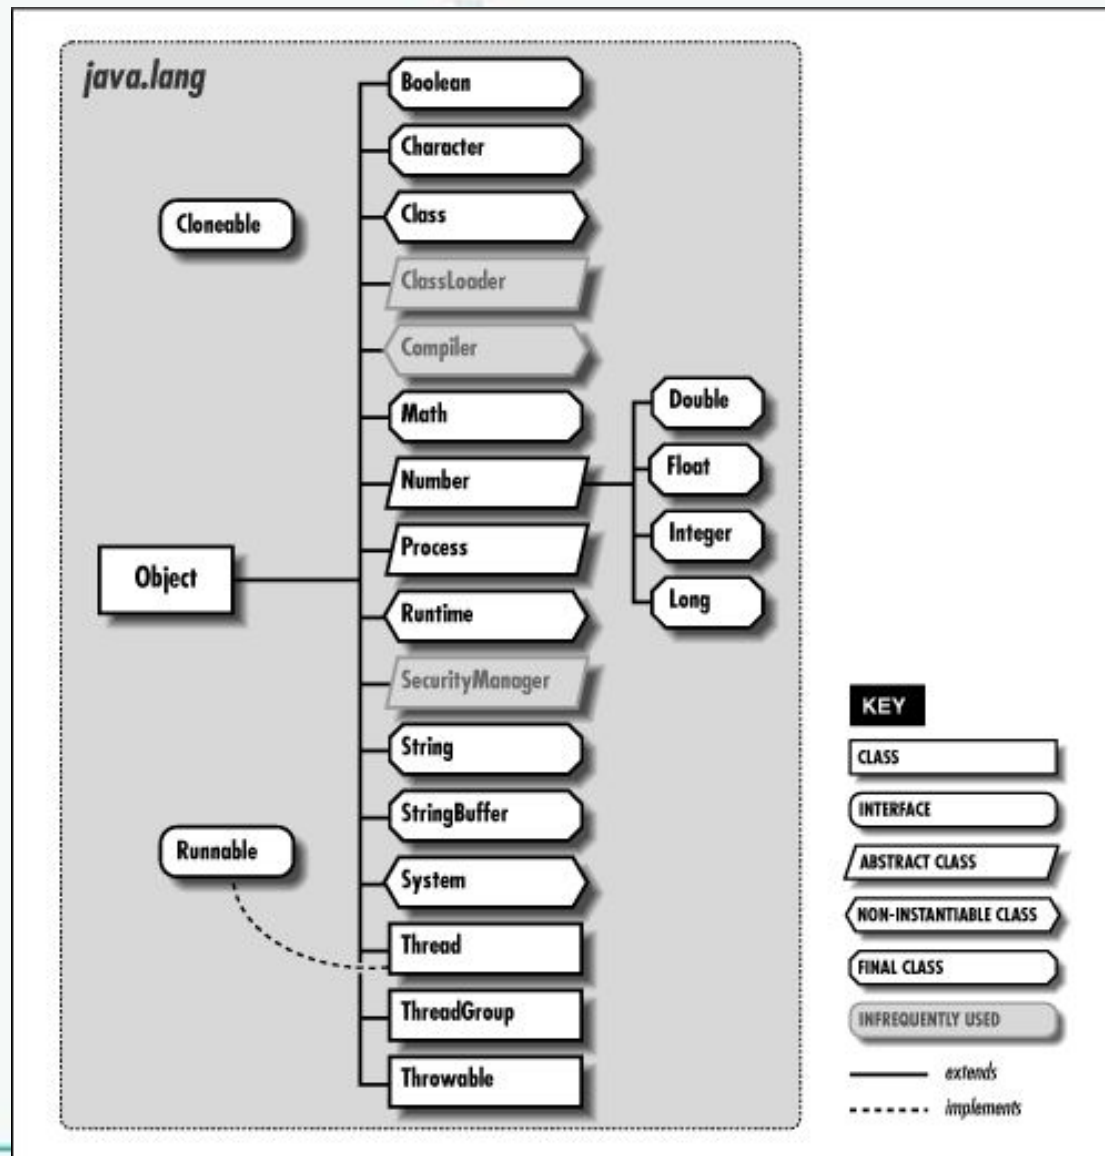 java.lang
Boolean
Character
Cloneable
Class
ClassLoader
Compiler
Math
Number
Process
Object
Runtime
SecurityManager
String
StringBuffer
Runnable
System
Thread
ThreadGroup
Throwable
Double
Float
Integer
Long
KEY
CLASS
INTERFACE
ABSTRACT CLASS
NON-INSTANTIABLE CLASS
FINAL CLASS
INFREQUENTLY USED
extends
implements